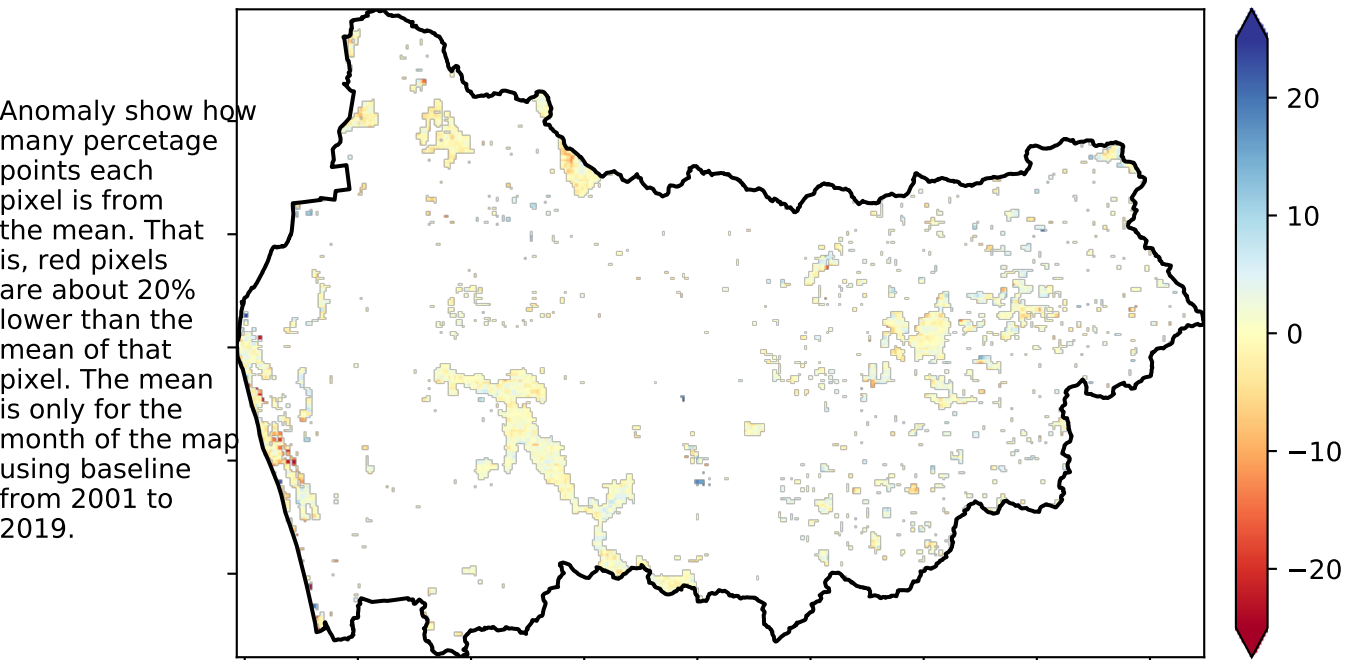 Anomaly show how
many percetage
points each
pixel is from
the mean. That
is, red pixels
are about 20%
lower than the
mean of that
pixel. The mean
is only for the
month of the map
using baseline
from 2001 to
2019.
20
10
0
−10
−20